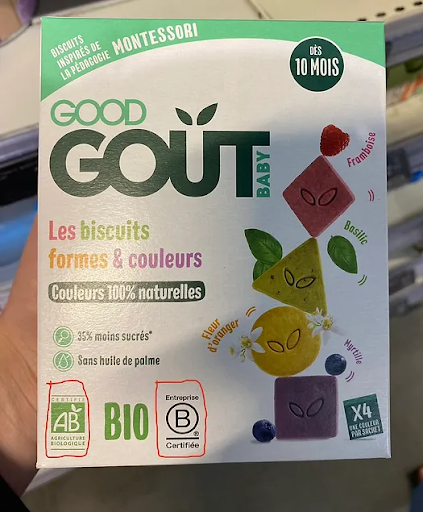 BISCUITS
INSPIRÉS DE
LA PÉDAGOGIE MONTESSORI
DÈS
10 MOIS
GOOD
GOÛT
BABY
Les biscuits
formes & couleurs
Couleurs 100% naturelles
35% moins sucrés*
Sans huile de palme
Framboise
Basilic
Fleur
d'oranger
Myrtille
CERTIFIÉ
AB
AGRICULTURE
BIOLOGIQUE
BIO
Entreprise
B
Certifiée
X4
UNE COULEUR
PAR SACHET